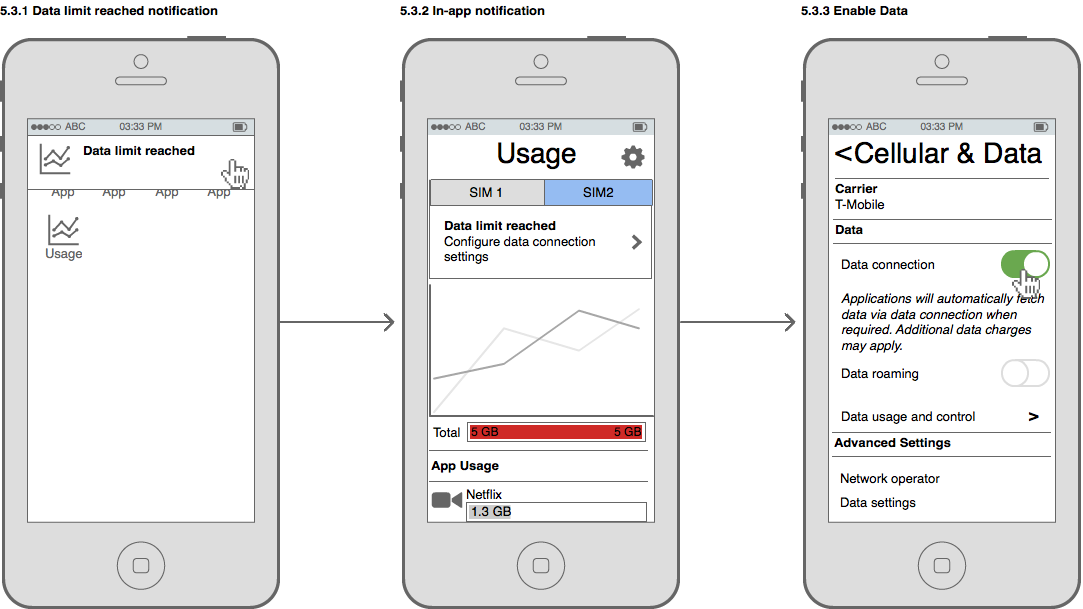 5.3.1 Data limit reached notification
ABC 03:33 PM
Data limit reached
App App App App
Usage
5.3.2 In-app notification
ABC 03:33 PM
Usage
SIM 1 SIM2
Data limit reached
Configure data connection
settings
Total 5 GB 5 GB
App Usage
Netflix
1.3 GB
5.3.3 Enable Data
ABC 03:33 PM
<Cellular & Data
Carrier
T-Mobile
Data
Data connection
Applications will automatically fetch
data via data connection when
required. Additional data charges
may apply.
Data roaming
Data usage and control >
Advanced Settings
Network operator
Data settings